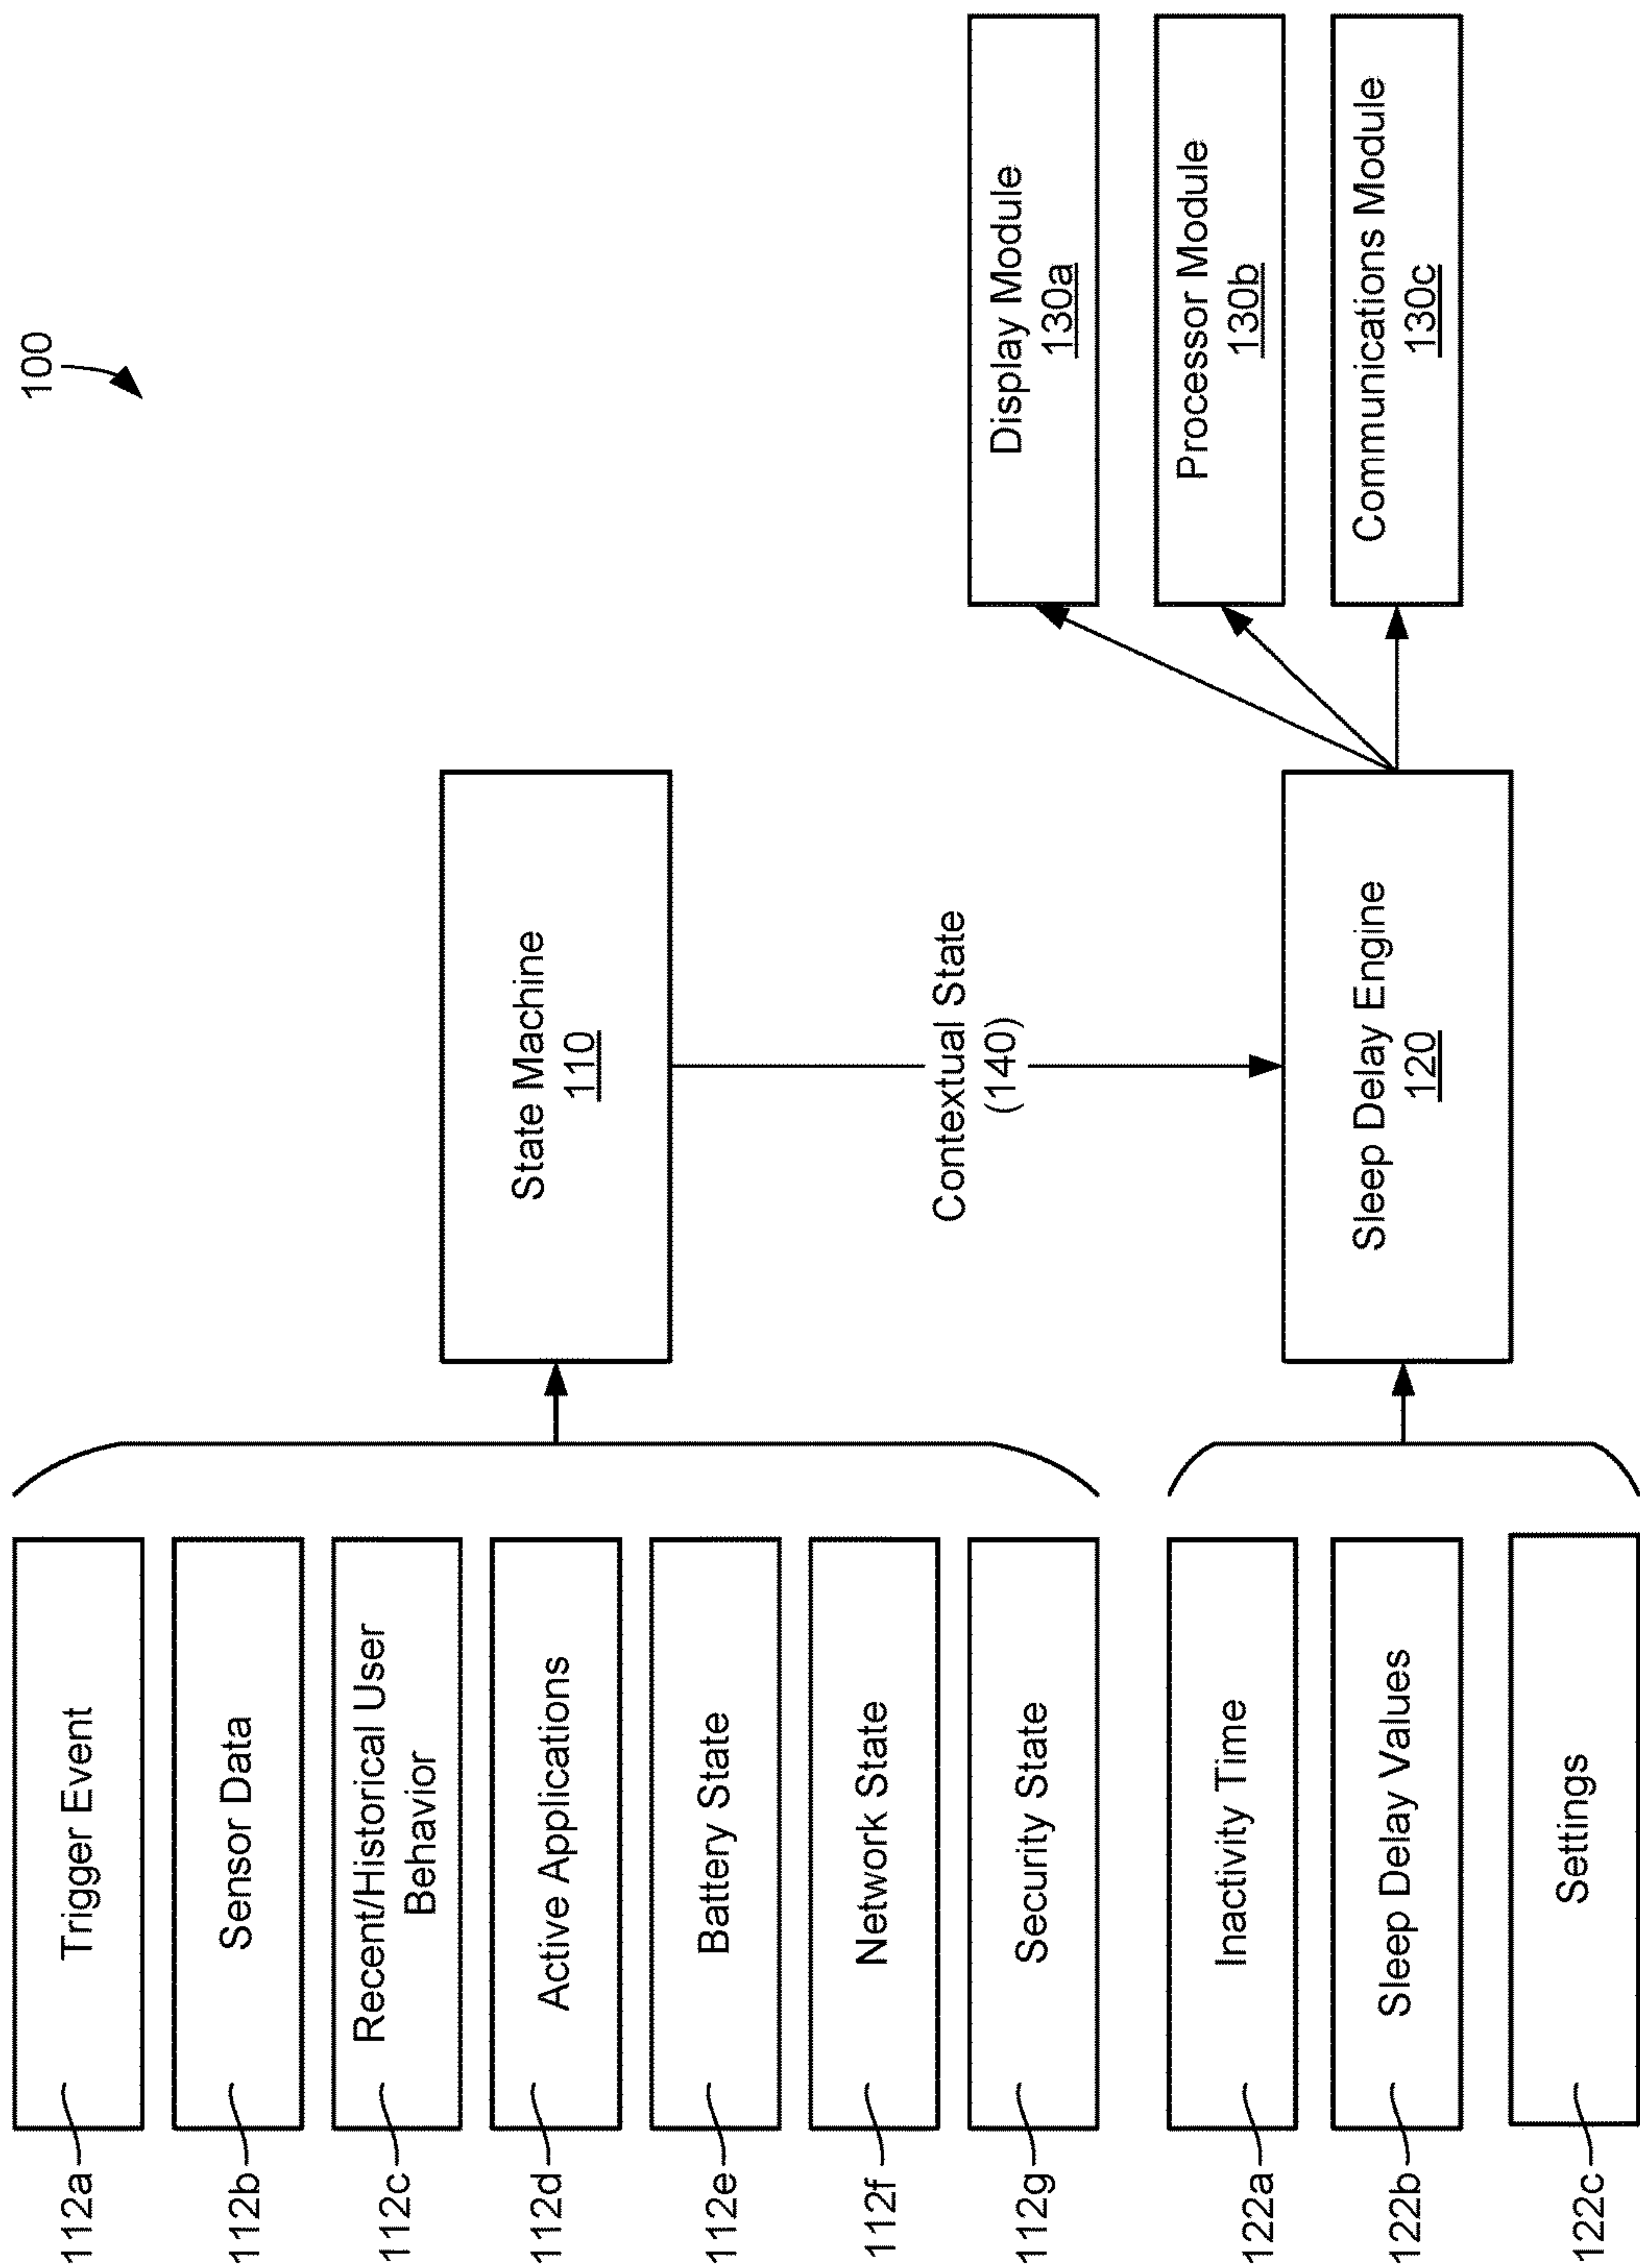 100
112a
Trigger Event
112b
Sensor Data
112c
Recent/Historical User
Behavior
112d
Active Applications
112e
Battery State
112f
Network State
112g
Security State
122a
Inactivity Time
122b
Sleep Delay Values
122c
Settings
State Machine
110
Contextual State
(140)
Sleep Delay Engine
120
Display Module
130a
Processor Module
130b
Communications Module
130c